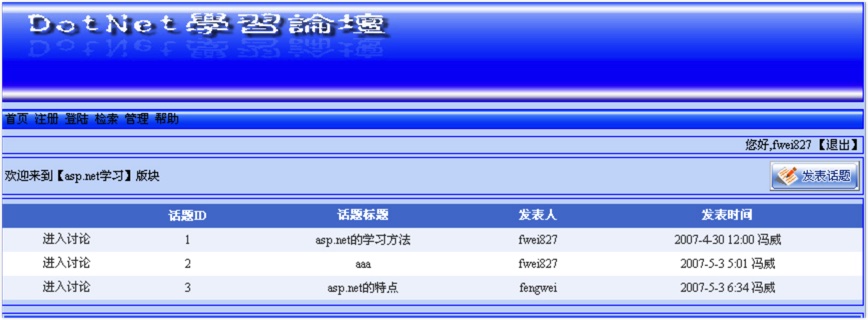 DotNet學習論壇
首页 注册 登陆 检索 管理 帮助
您好,fwei827【退出】
欢迎来到【asp.net学习】版块
发表话题
话题ID 话题标题 发表人 发表时间
进入讨论 1 asp.net的学习方法 fwei827 2007-4-30 12:00 冯威
进入讨论 2 aaa fwei827 2007-5-3 5:01 冯威
进入讨论 3 asp.net的特点 fengwei 2007-5-3 6:34 冯威